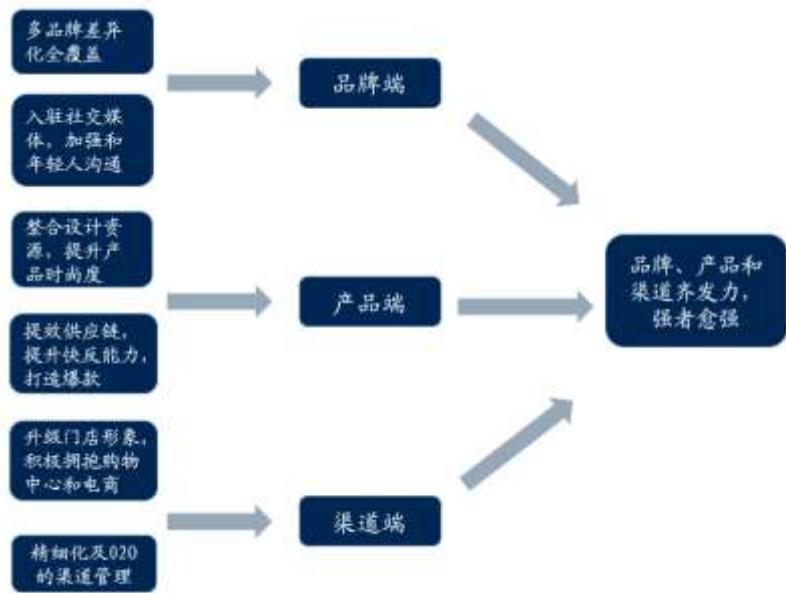 多品牌差异
化全覆盖
入驻社交媒
体，加强和
年轻人沟通
品牌端
整合设计资
源，提升产
品时尚度
提效供应链，
提升快反能力，
打造爆款
产品端
升级门店形象，
积极拥抱购物
中心和电商
精细化及O2O
的渠道管理
渠道端
品牌、产品和
渠道齐发力，
强者愈强